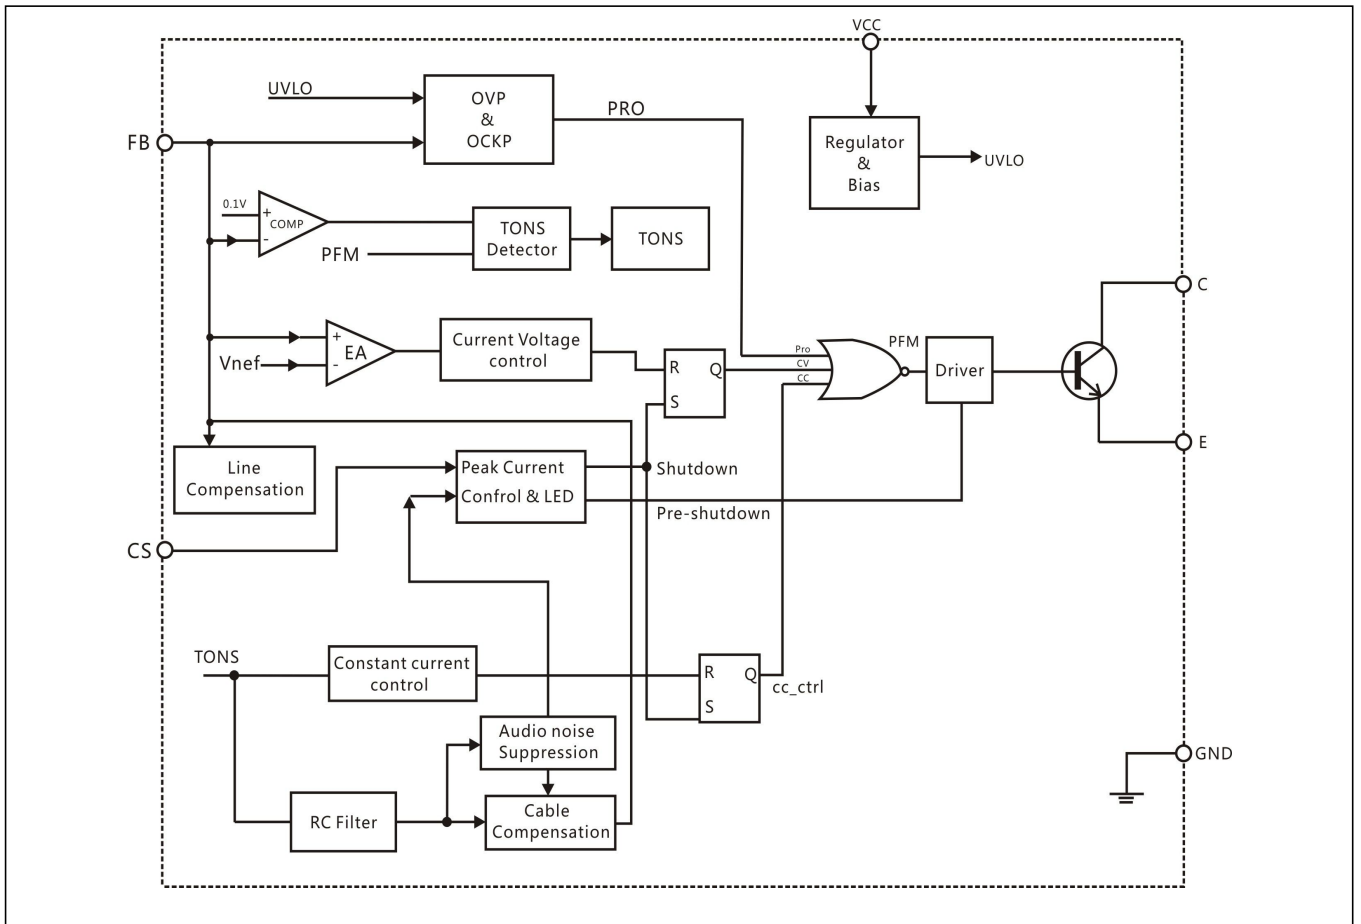 VCC
UVLO
OVP
&
OCKP
PRO
FB
Regulator
&
Bias
UVLO
0.1V
+
COMP
-
PFM
TONS
Detector
TONS
C
+
EA
-
Vnef
Current Voltage
control
R
Q
S
Pro
CV
CC
PFM
Driver
E
Line
Compensation
Peak Current
Confrol & LED
Shutdown
Pre-shutdown
CS
TONS
Constant current
control
R
Q
S
cc_ctrl
Audio noise
Suppression
GND
RC Filter
Cable
Compensation